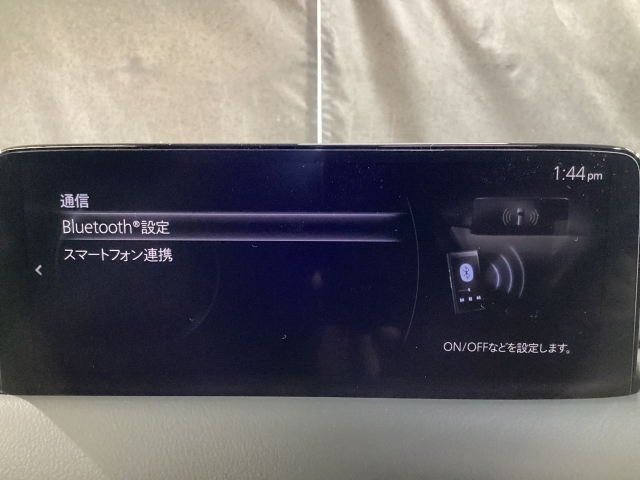 1:44pm
通信
Bluetooth®設定
スマートフォン連携
ON/OFFなどを設定します。